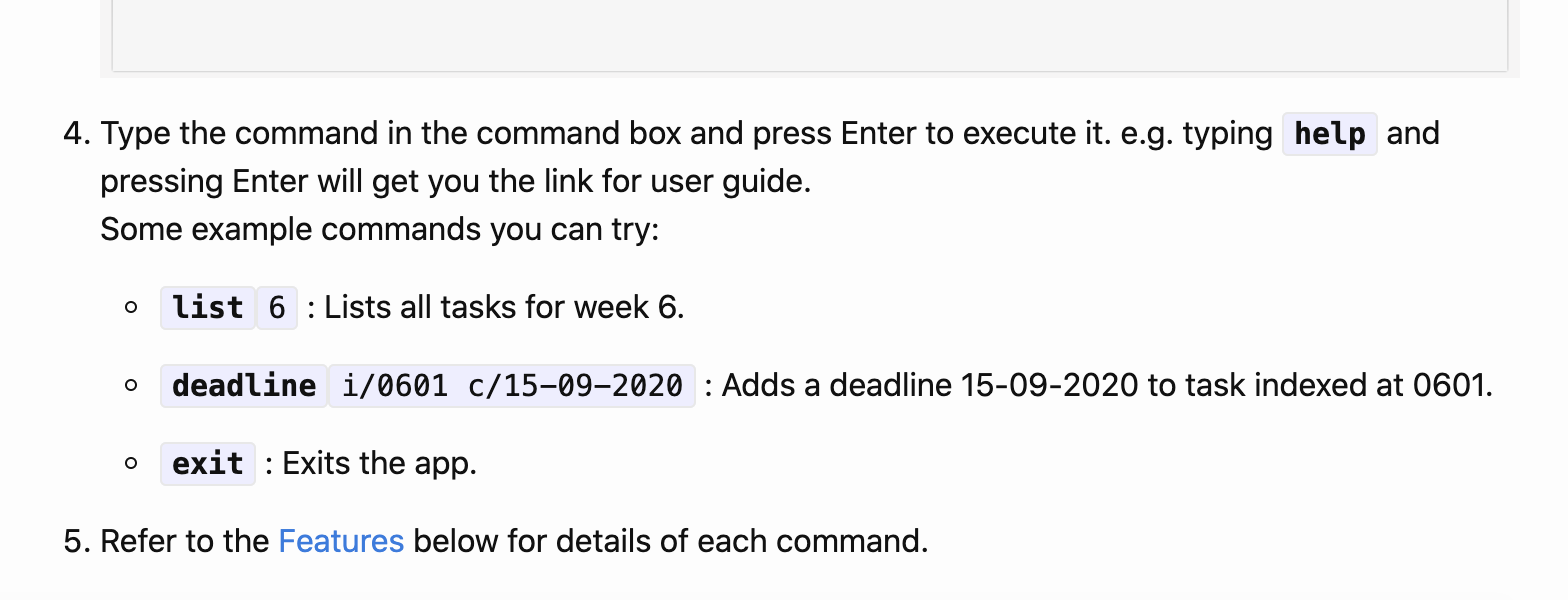 4. Type the command in the command box and press Enter to execute it. e.g. typing help and
pressing Enter will get you the link for user guide.
Some example commands you can try:
list 6 : Lists all tasks for week 6.
deadline i/0601 c/15-09-2020 : Adds a deadline 15-09-2020 to task indexed at 0601.
exit : Exits the app.
5. Refer to the Features below for details of each command.